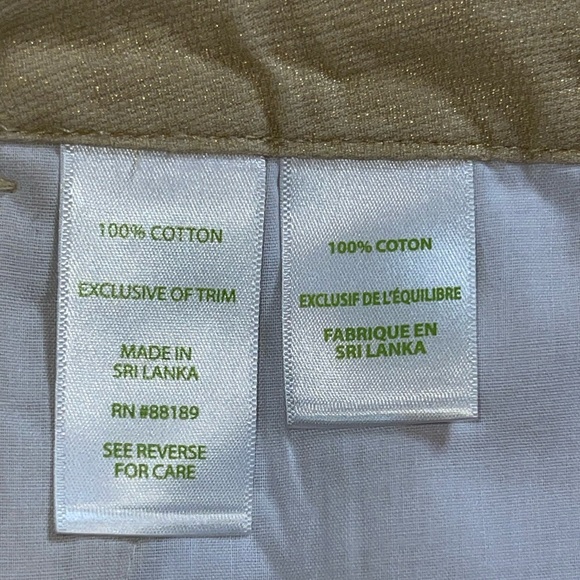 100% COTTON
EXCLUSIVE OF TRIM
MADE IN
SRI LANKA
RN #88189
SEE REVERSE
FOR CARE
100% COTON
EXCLUSIF DE L'ÉQUILIBRE
FABRIQUE EN
SRI LANKA